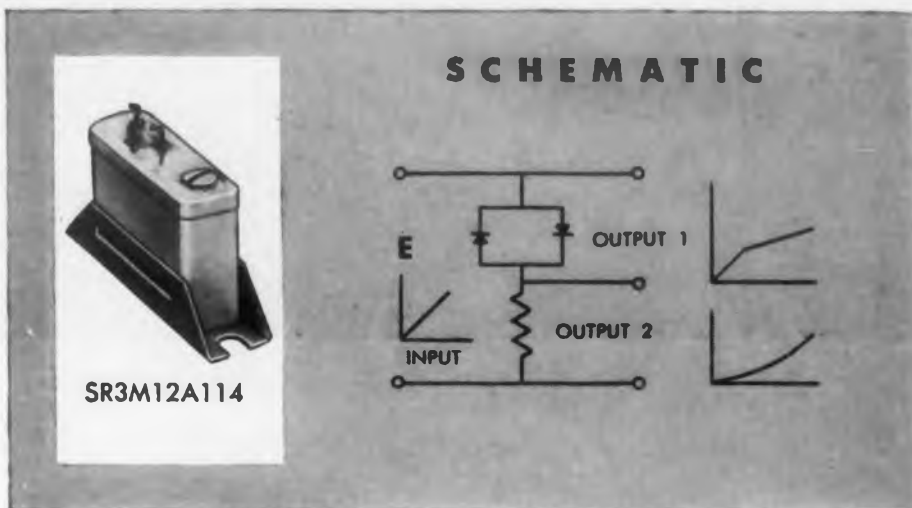 SCHEMATIC
E
INPUT
OUTPUT 1
OUTPUT 2
SR3M12A114